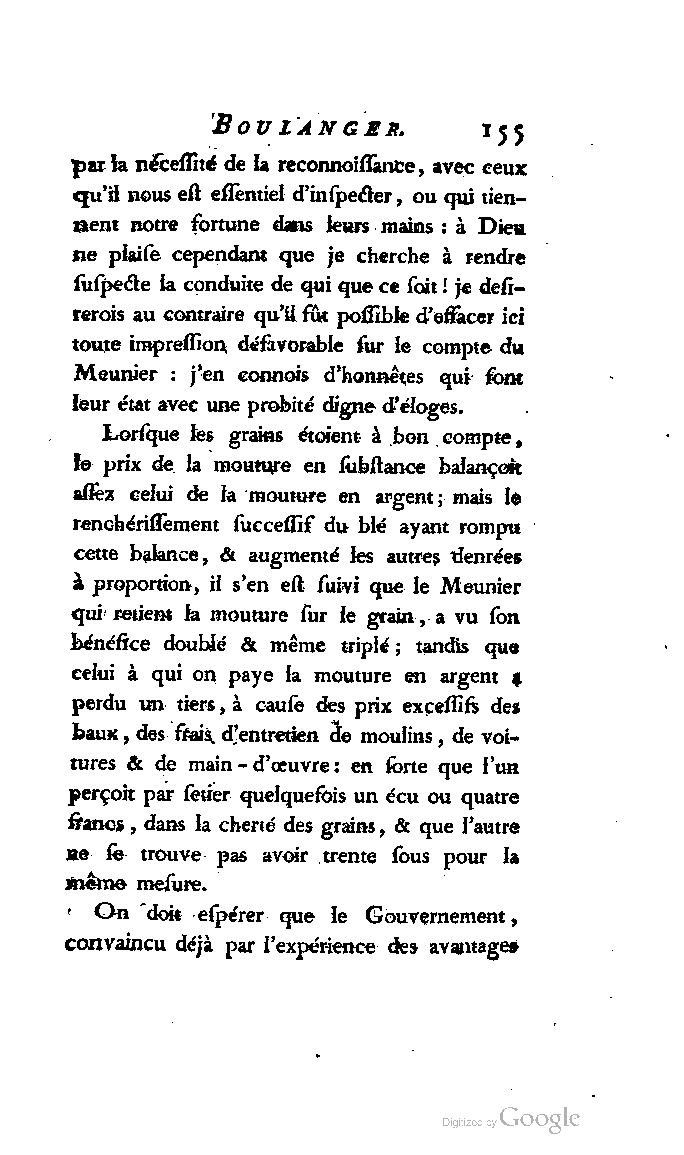 BOULANGER. 155
par la néceſſité de la reconnoiſſance, avec ceux
qu'il nous eſt eſſentiel d'inſpecter, ou qui tien-
nent notre fortune dans leurs mains : à Dieu
ne plaiſe cependant que je cherche à rendre
ſuſpecte la conduite de qui que ce ſoit ! je deſi-
rerois au contraire qu'il fût poſſible d'effacer ici
toute impreſſion défavorable ſur le compte du
Meunier : j'en connois d'honnêtes qui font
leur état avec une probité digne d'éloges.
Lorſque les grains étoient à bon compte,
le prix de la mouture en ſubſtance balançoit
aſſez celui de la mouture en argent ; mais le
renchériſſement ſucceſſif du blé ayant rompu
cette balance, & augmenté les autres denrées
à proportion, il s'en eſt ſuivi que le Meunier
qui retient la mouture ſur le grain, a vu ſon
bénéfice doublé & même triplé ; tandis que
celui à qui on paye la mouture en argent a
perdu un tiers, à cauſe des prix exceſſifs des
baux, des frais d'entretien de moulins, de voi-
tures & de main-d'œuvre : en ſorte que l'un
perçoit par ſetier quelquefois un écu ou quatre
francs, dans la cherté des grains, & que l'autre
ne ſe trouve pas avoir trente ſous pour la
même meſure.
On doit eſpérer que le Gouvernement,
convaincu déjà par l'expérience des avantages
Digitized by Google